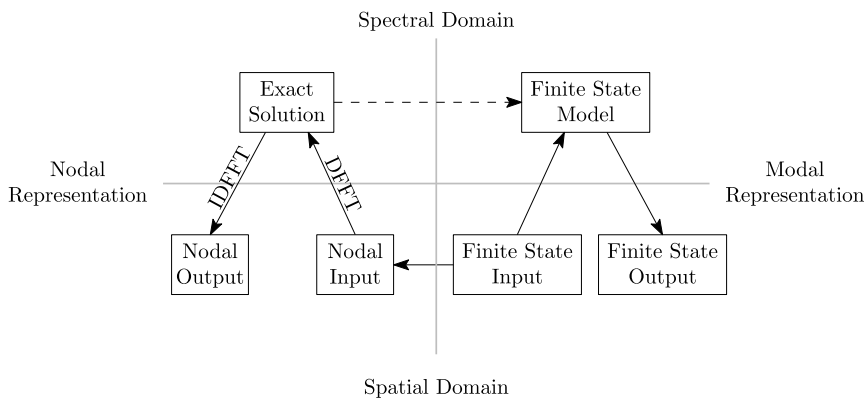 Spectral Domain
Exact
Solution
Finite State
Model
Nodal
Representation
IDFFT
DFFT
Modal
Representation
Nodal
Output
Nodal
Input
Finite State
Input
Finite State
Output
Spatial Domain